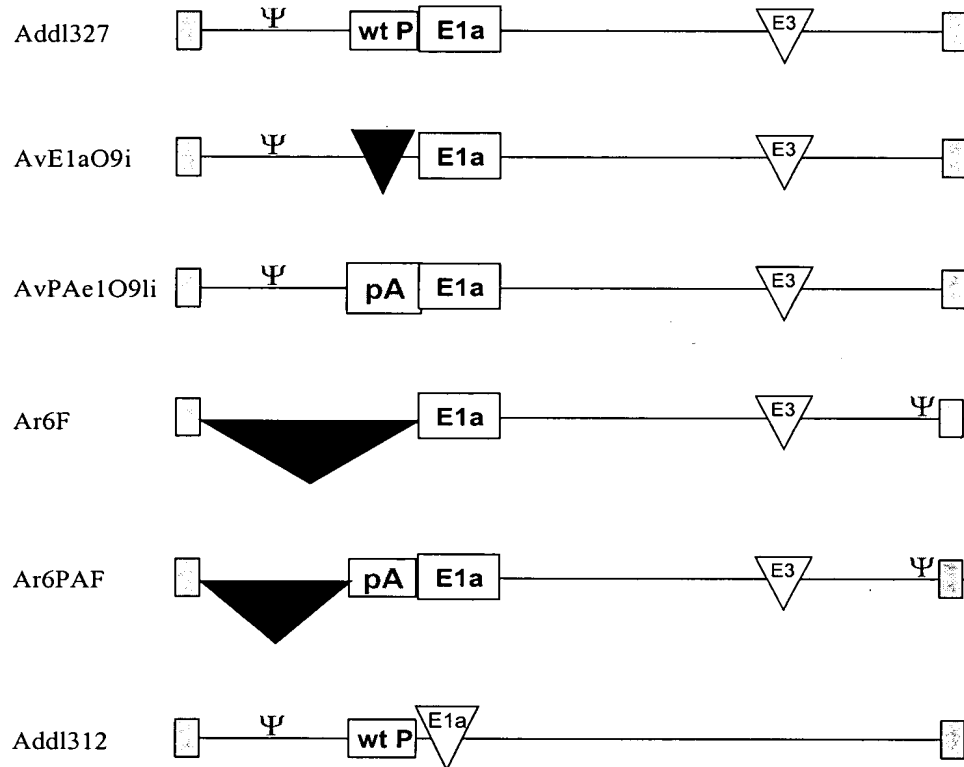 Addl327 Ψ wt P E1a E3
AvE1aO9i Ψ E1a E3
AvPAe1O9li Ψ pA E1a E3
Ar6F E1a E3 Ψ
Ar6PAF pA E1a E3 Ψ
Addl312 Ψ wt P E1a